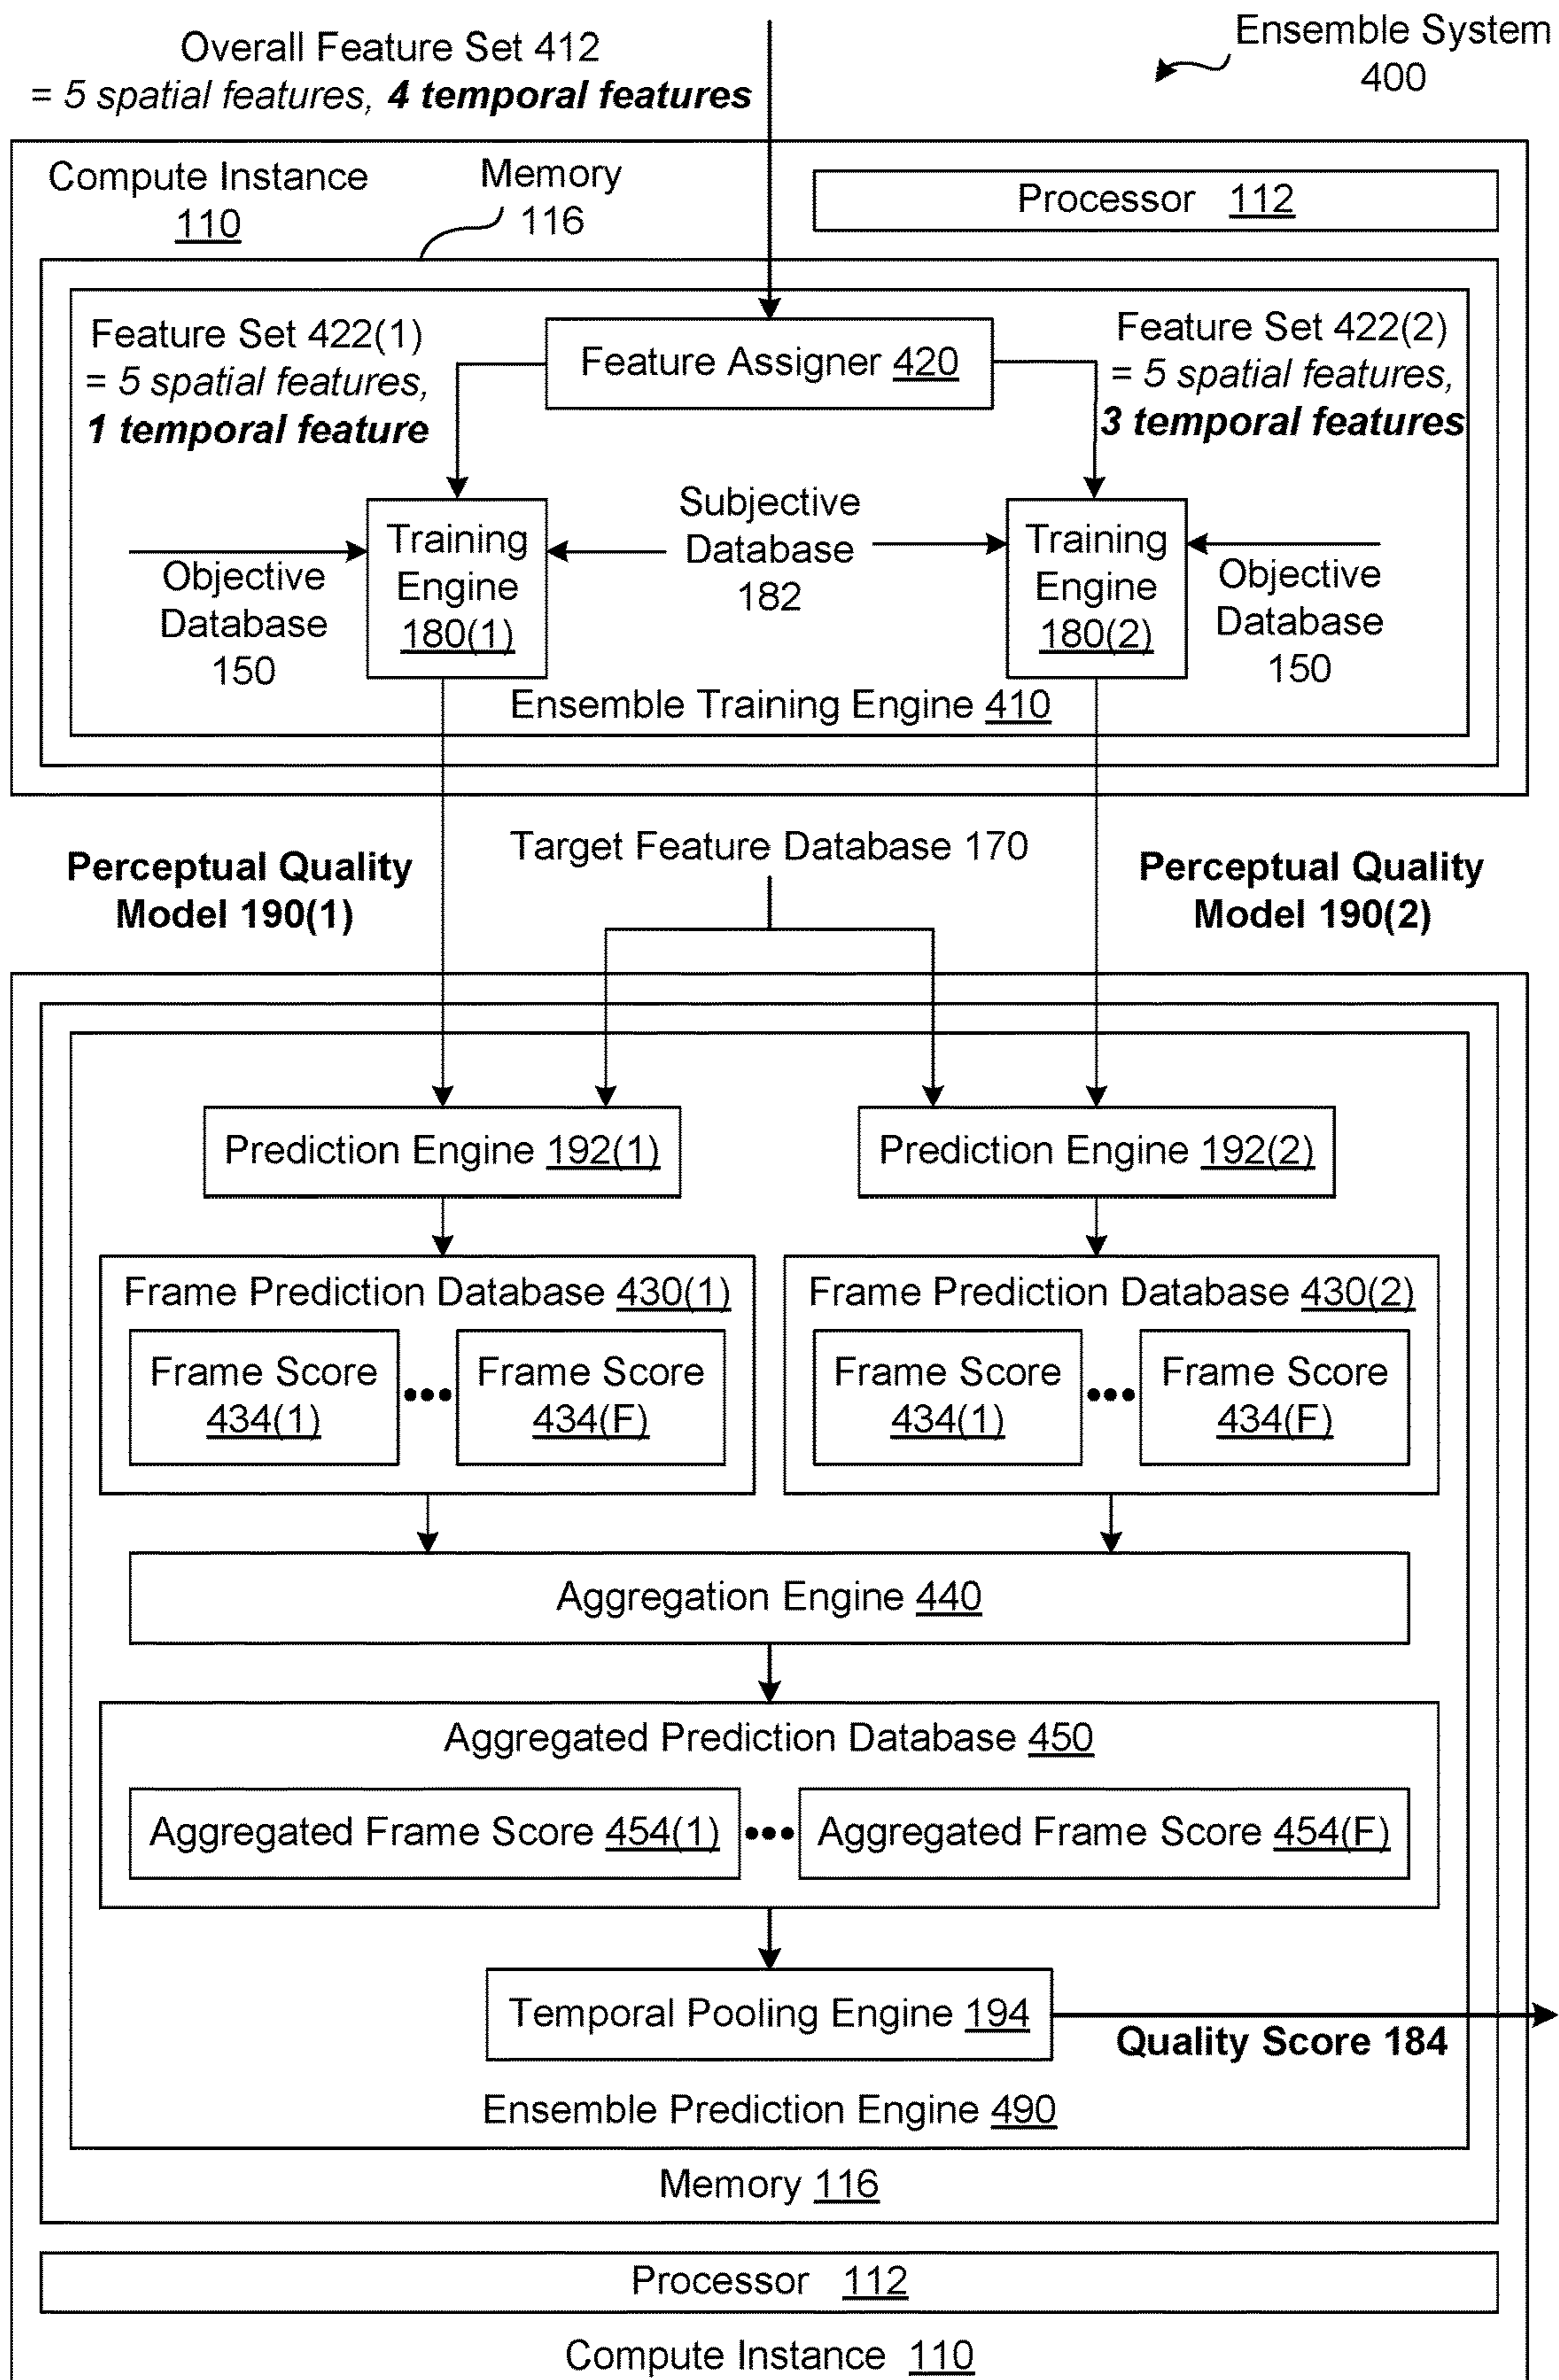 Overall Feature Set 412
= 5 spatial features, 4 temporal features
Ensemble System
400
Compute Instance
110
Memory
116
Processor 112
Feature Set 422(1)
= 5 spatial features,
1 temporal feature
Feature Assigner 420
Feature Set 422(2)
= 5 spatial features,
3 temporal features
Objective
Database
150
Training
Engine
180(1)
Subjective
Database
182
Training
Engine
180(2)
Objective
Database
150
Ensemble Training Engine 410
Perceptual Quality
Model 190(1)
Target Feature Database 170
Perceptual Quality
Model 190(2)
Prediction Engine 192(1)
Prediction Engine 192(2)
Frame Prediction Database 430(1)
Frame Score
434(1)
•••
Frame Score
434(F)
Frame Prediction Database 430(2)
Frame Score
434(1)
•••
Frame Score
434(F)
Aggregation Engine 440
Aggregated Prediction Database 450
Aggregated Frame Score 454(1)
•••
Aggregated Frame Score 454(F)
Temporal Pooling Engine 194
Quality Score 184
Ensemble Prediction Engine 490
Memory 116
Processor 112
Compute Instance 110